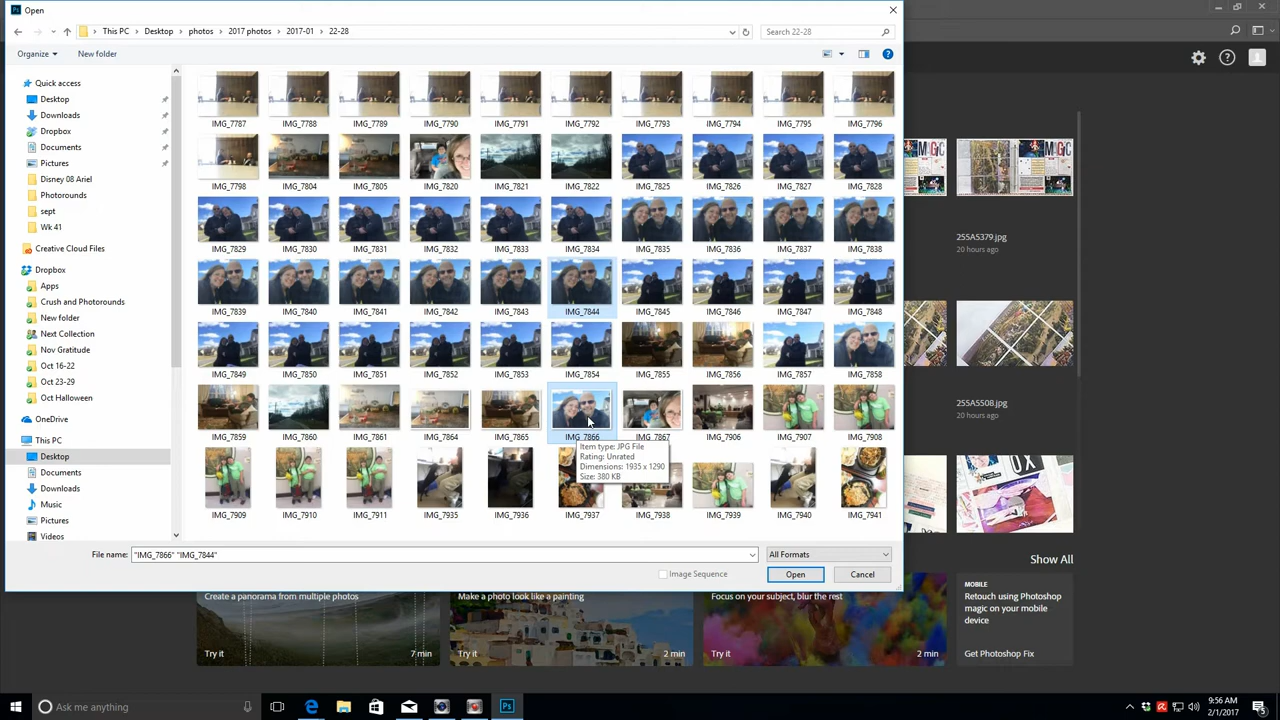 Open
This PC > Desktop > photos > 2017 photos > 2017-01 > 22-28
Search 22-28
Organize
New folder
Quick access
Desktop
Downloads
Dropbox
Documents
Pictures
Disney 08 Ariel
Photorounds
sept
Wk 41
Creative Cloud Files
Dropbox
Apps
Crush and Photorounds
New folder
Next Collection
Nov Gratitude
Oct 16-22
Oct 23-29
Oct Halloween
OneDrive
This PC
Desktop
Documents
Downloads
Music
Pictures
Videos
IMG_7787 IMG_7788 IMG_7789 IMG_7790 IMG_7791 IMG_7792 IMG_7793 IMG_7794 IMG_7795 IMG_7796
IMG_7798 IMG_7804 IMG_7805 IMG_7820 IMG_7821 IMG_7822 IMG_7825 IMG_7826 IMG_7827 IMG_7828
IMG_7829 IMG_7830 IMG_7831 IMG_7832 IMG_7833 IMG_7834 IMG_7835 IMG_7836 IMG_7837 IMG_7838
IMG_7839 IMG_7840 IMG_7841 IMG_7842 IMG_7843 IMG_7844 IMG_7845 IMG_7846 IMG_7847 IMG_7848
IMG_7849 IMG_7850 IMG_7851 IMG_7852 IMG_7853 IMG_7854 IMG_7855 IMG_7856 IMG_7857 IMG_7858
IMG_7859 IMG_7860 IMG_7861 IMG_7864 IMG_7865 IMG_7866 IMG_7867 IMG_7906 IMG_7907 IMG_7908
Item type: JPG File
Rating: Unrated
Dimensions: 1935 x 1290
Size: 380 KB
IMG_7909 IMG_7910 IMG_7911 IMG_7935 IMG_7936 IMG_7937 IMG_7938 IMG_7939 IMG_7940 IMG_7941
File name:
"IMG_7866" "IMG_7844"
All Formats
Image Sequence
Open
Cancel
MAGIC
MAGIC
255A5379.jpg
20 hours ago
255A5508.jpg
20 hours ago
Show All
Create a panorama from multiple photos
Try it
7 min
Make a photo look like a painting
Try it
2 min
Focus on your subject, blur the rest
Try it
2 min
MOBILE
Retouch using Photoshop
magic on your mobile
device
Get Photoshop Fix
Ask me anything
Ps
9:56 AM
2/1/2017